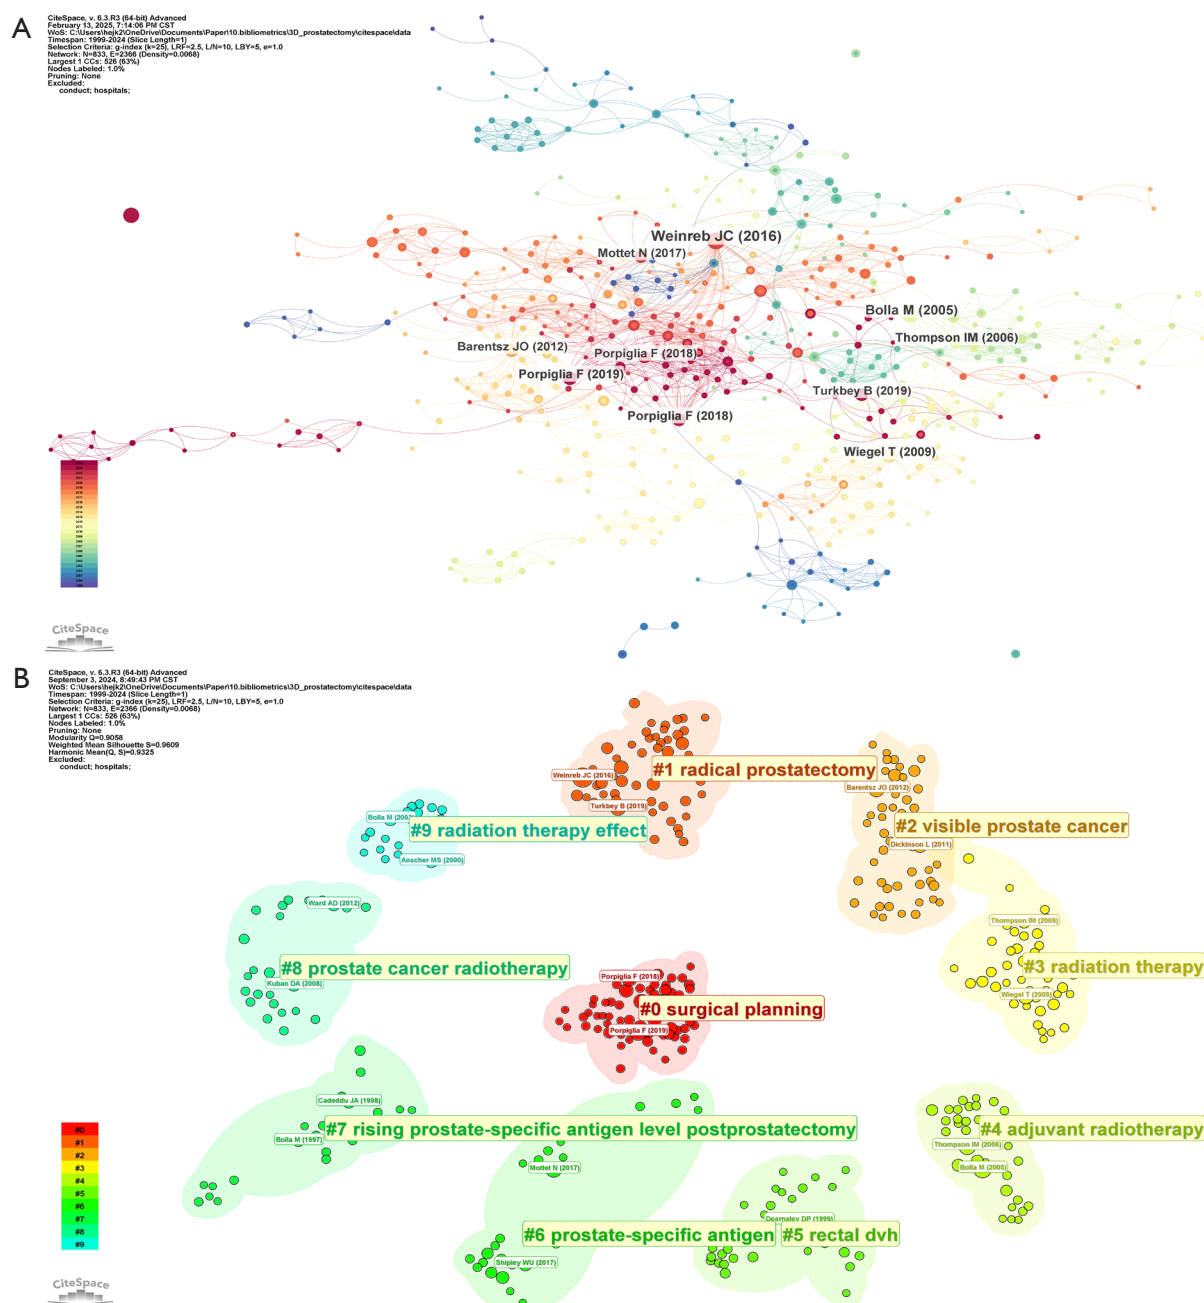 A
CiteSpace, v. 6.3.R3 (64-bit) Advanced
February 13, 2025, 7:14:06 PM CST
WoS: C:\Users\hejk2\OneDrive\Documents\Paper\10.bibliometrics\3D_prostatectomy\citespace\data
Timespan: 1999-2024 (Slice Length=1)
Selection Criteria: g-index (k=25), LRF=2.5, L/N=10, LBY=5, e=1.0
Network: N=833, E=2366 (Density=0.0068)
Largest 1 CCs: 526 (63%)
Nodes Labeled: 1.0%
Pruning: None
Excluded:
conduct; hospitals;
Weinreb JC (2016)
Mottet N (2017)
Bolla M (2005)
Thompson IM (2006)
Barentsz JO (2012)
Porpiglia F (2018)
Porpiglia F (2019)
Turkbey B (2019)
Porpiglia F (2018)
Wiegel T (2009)
CiteSpace
B
CiteSpace, v. 6.3.R3 (64-bit) Advanced
September 3, 2024, 8:49:43 PM CST
WoS: C:\Users\hejk2\OneDrive\Documents\Paper\10.bibliometrics\3D_prostatectomy\citespace\data
Timespan: 1999-2024 (Slice Length=1)
Selection Criteria: g-index (k=25), LRF=2.5, L/N=10, LBY=5, e=1.0
Network: N=833, E=2366 (Density=0.0068)
Largest 1 CCs: 526 (63%)
Nodes Labeled: 1.0%
Pruning: None
Modularity Q=0.9058
Weighted Mean Silhouette S=0.9609
Harmonic Mean(Q, S)=0.9325
Excluded:
conduct; hospitals;
#1 radical prostatectomy
Weinreb JC (2016)
Turkbey B (2019)
Barentsz JO (2012)
#2 visible prostate cancer
Dickinson L (2011)
Bolla M
#9 radiation therapy effect
Anscher MS (2000)
Ward AD (2012)
Thompson IM (2009)
#8 prostate cancer radiotherapy
Kuban DA (2008)
Porpiglia F (2018)
#0 surgical planning
Porpiglia F (2019)
#3 radiation therapy
Wiegel T (2009)
Cadeddu JA (1998)
#7 rising prostate-specific antigen level postprostatectomy
Bolla M (1997)
Mottet N (2017)
#4 adjuvant radiotherapy
Thompson IM (2006)
Bolla M (2005)
Dearnaley DP (1999)
#6 prostate-specific antigen
#5 rectal dvh
Shipley WU (2017)
#0
#1
#2
#3
#4
#5
#6
#7
#8
#9
CiteSpace